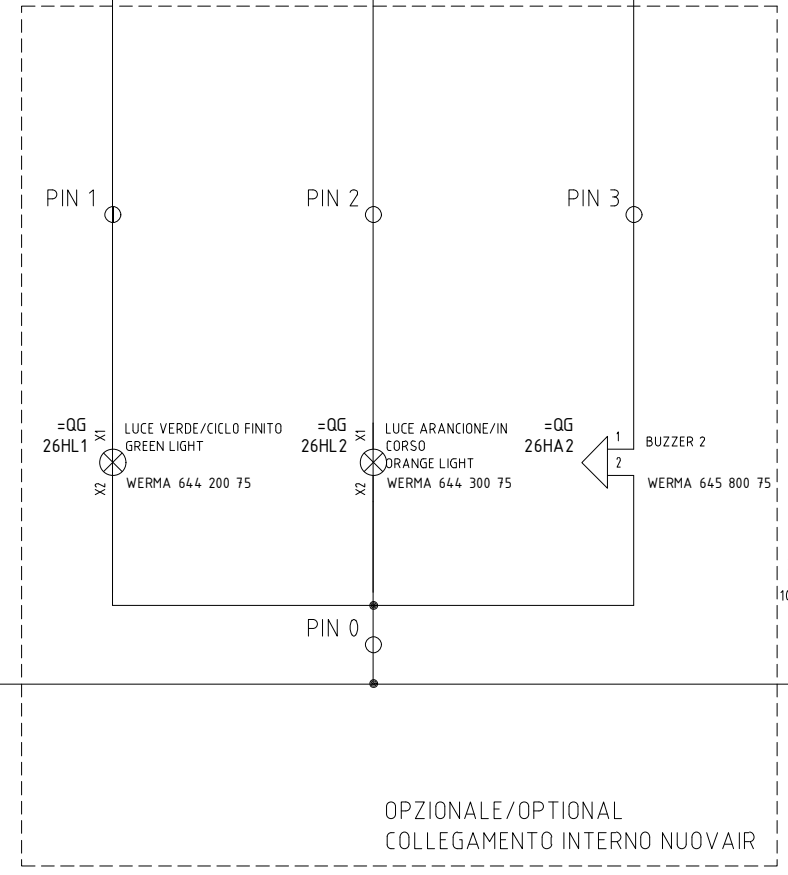 PIN 1
PIN 2
PIN 3
=QG
26HL1
X1
X2
LUCE VERDE/CICLO FINITO
GREEN LIGHT
WERMA 644 200 75
=QG
26HL2
X1
X2
LUCE ARANCIONE/IN
CORSO
ORANGE LIGHT
WERMA 644 300 75
=QG
26HA2
1
2
BUZZER 2
WERMA 645 800 75
10
PIN 0
OPZIONALE/OPTIONAL
COLLEGAMENTO INTERNO NUOVAIR